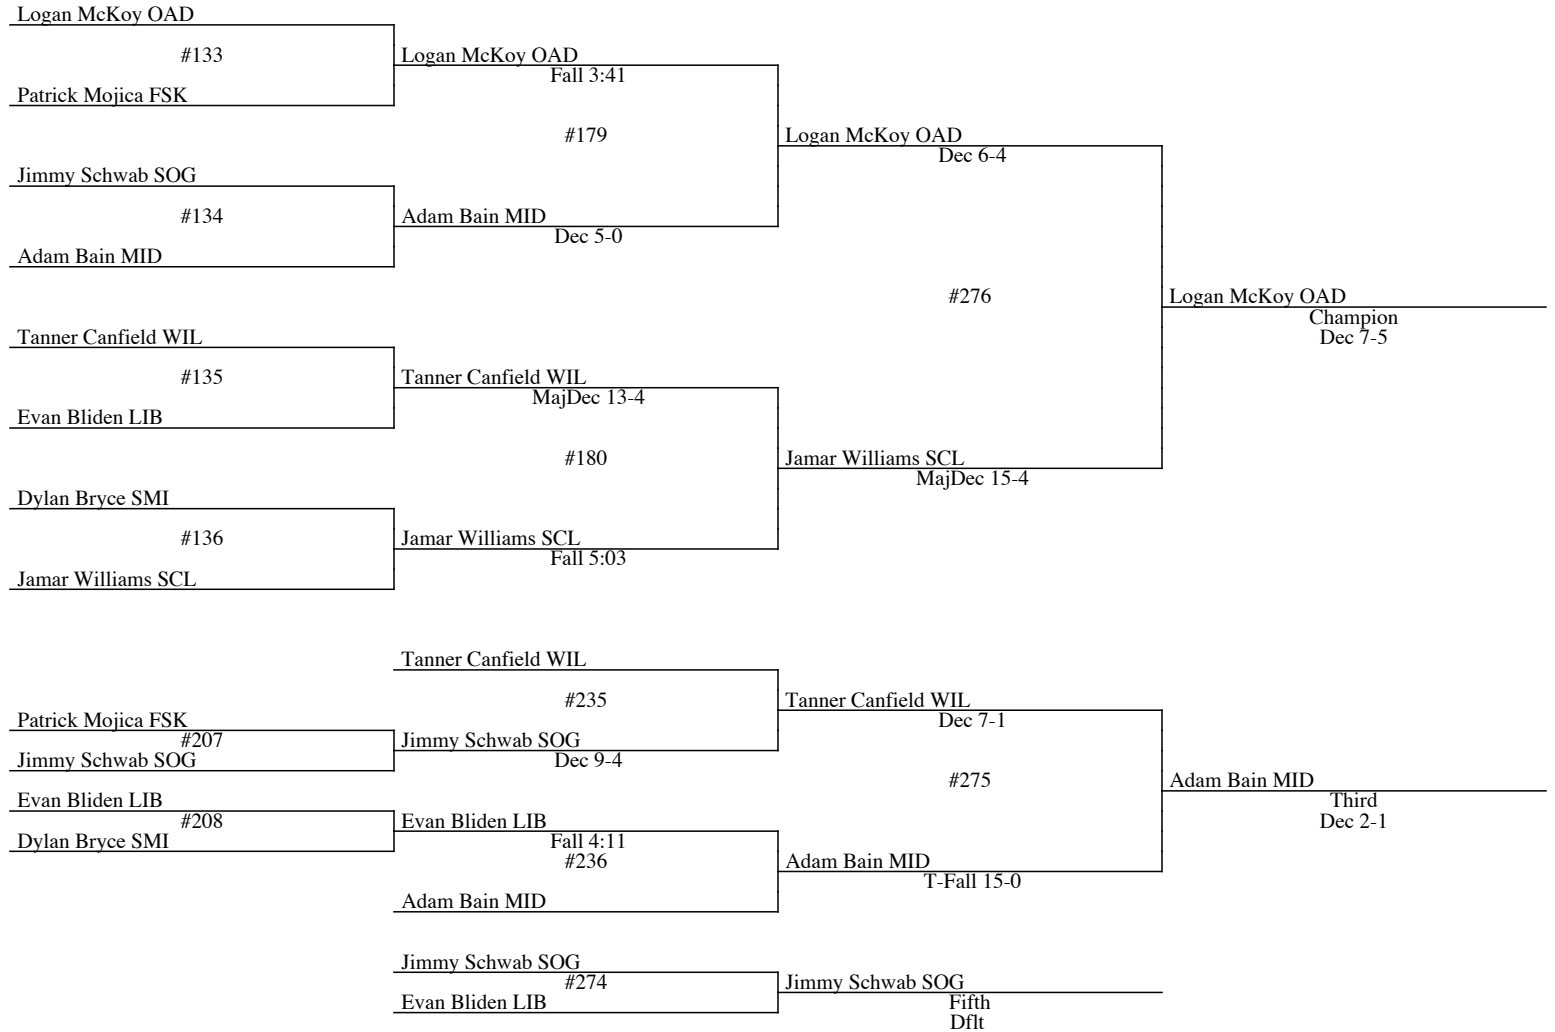 Logan McKoy OAD
#133
Logan McKoy OAD
Fall 3:41
Patrick Mojica FSK
#179
Logan McKoy OAD
Dec 6-4
Jimmy Schwab SOG
#134
Adam Bain MID
Dec 5-0
Adam Bain MID
#276
Logan McKoy OAD
Champion
Dec 7-5
Tanner Canfield WIL
#135
Tanner Canfield WIL
MajDec 13-4
Evan Bliden LIB
#180
Jamar Williams SCL
MajDec 15-4
Dylan Bryce SMI
#136
Jamar Williams SCL
Fall 5:03
Jamar Williams SCL
Tanner Canfield WIL
#235
Tanner Canfield WIL
Dec 7-1
Patrick Mojica FSK
#207
Jimmy Schwab SOG
Dec 9-4
Jimmy Schwab SOG
#275
Adam Bain MID
Third
Dec 2-1
Evan Bliden LIB
#208
Evan Bliden LIB
Fall 4:11
Dylan Bryce SMI
#236
Adam Bain MID
T-Fall 15-0
Adam Bain MID
Jimmy Schwab SOG
#274
Jimmy Schwab SOG
Fifth
Dflt
Evan Bliden LIB